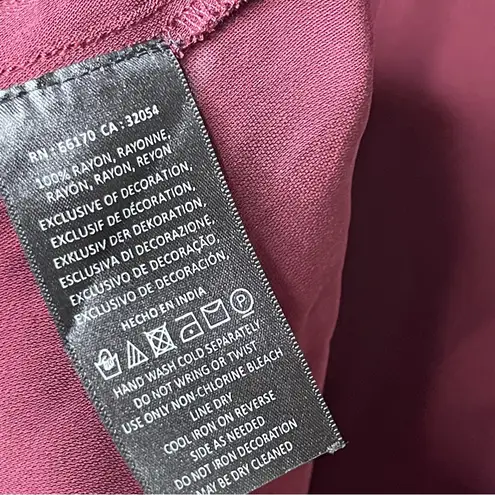 RN : 66170 CA : 32054
100% RAYON, RAYONNE,
RAYÓN, RAYON, REYON
EXCLUSIVE OF DECORATION,
EXCLUSIF DE DÉCORATION,
EXKLUSIV DER DEKORATION,
ESCLUSIVA DI DECORAZIONE,
EXCLUSIVO DE DECORAÇÃO,
EXCLUSIVO DE DECORACIÓN,
HECHO EN INDIA
P
HAND WASH COLD SEPARATELY
DO NOT WRING OR TWIST
USE ONLY NON-CHLORINE BLEACH
LINE DRY
COOL IRON ON REVERSE
SIDE AS NEEDED
DO NOT IRON DECORATION
MAY BE DRY CLEANED